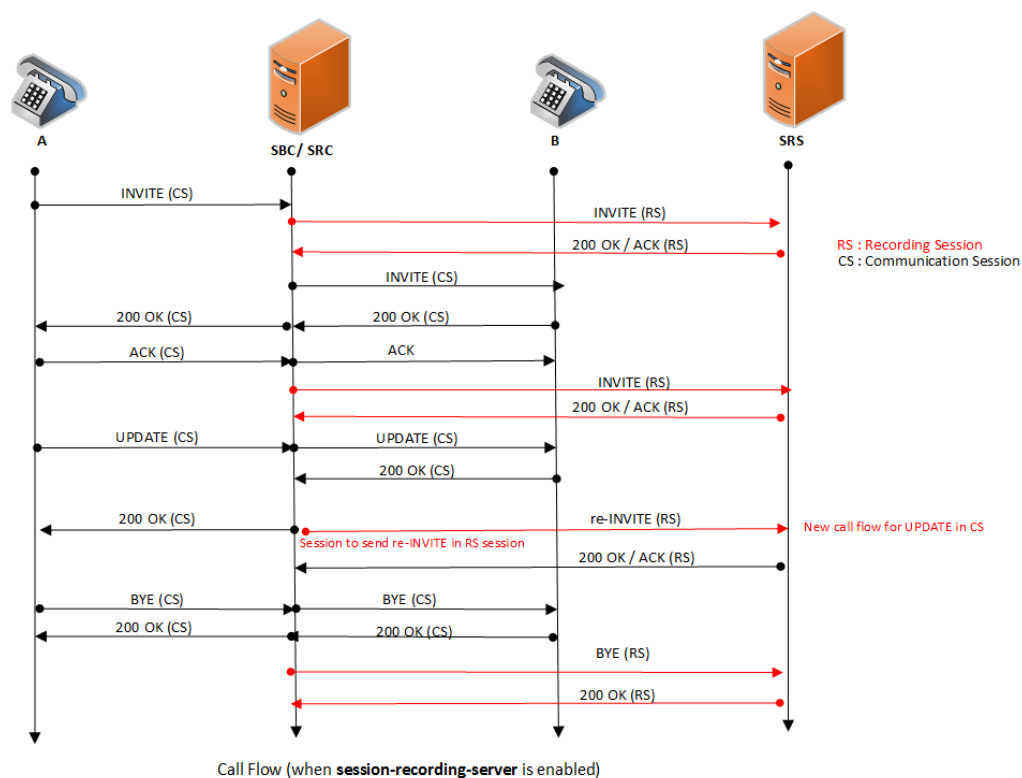 A
SBC/ SRC
B
SRS
INVITE (CS)
INVITE (RS)
200 OK / ACK (RS)
RS : Recording Session
CS : Communication Session
INVITE (CS)
200 OK (CS)
200 OK (CS)
ACK (CS)
ACK
INVITE (RS)
200 OK / ACK (RS)
UPDATE (CS)
UPDATE (CS)
200 OK (CS)
200 OK (CS)
re-INVITE (RS)
New call flow for UPDATE in CS
Session to send re-INVITE in RS session
200 OK / ACK (RS)
BYE (CS)
BYE (CS)
200 OK (CS)
200 OK (CS)
BYE (RS)
200 OK (RS)
Call Flow (when session-recording-server is enabled)